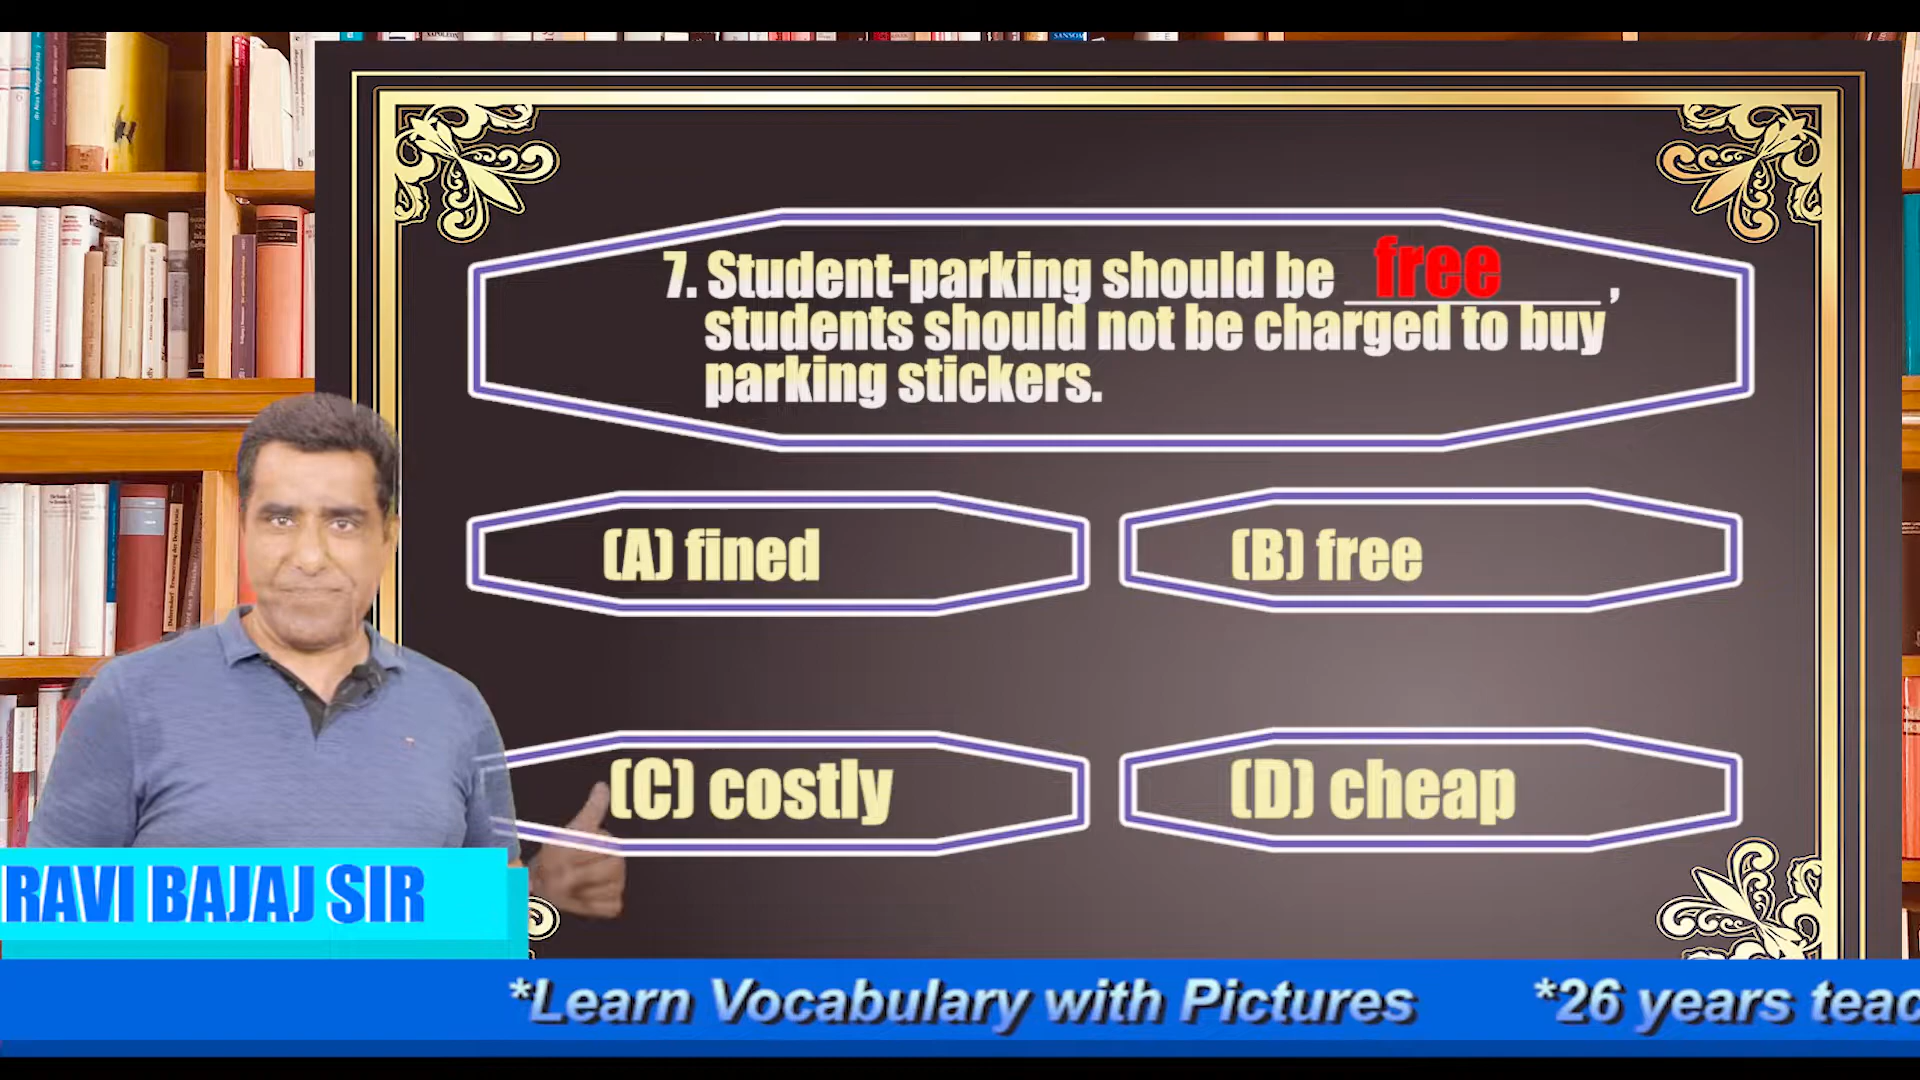 7. Student-parking should be free ,
students should not be charged to buy
parking stickers.
(A) fined
(B) free
(C) costly
(D) cheap
RAVI BAJAJ SIR
*Learn Vocabulary with Pictures *26 years teac